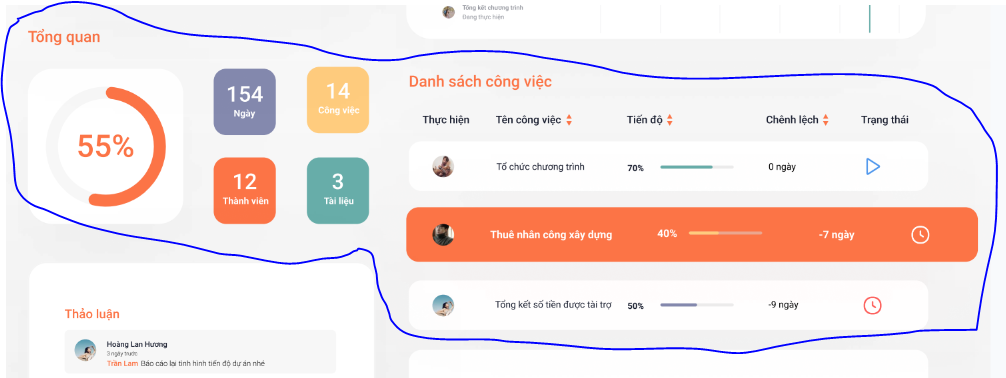 Tổng kết chương trình
Đang thực hiện
Tổng quan
55%
154
Ngày
14
Công việc
12
Thành viên
3
Tài liệu
Danh sách công việc
Thực hiện Tên công việc Tiến độ Chênh lệch Trạng thái
Tổ chức chương trình 70% 0 ngày
Thuê nhân công xây dựng 40% -7 ngày
Tổng kết số tiền được tài trợ 50% -9 ngày
Thảo luận
Hoàng Lan Hương
3 ngày trước
Trần Lam Báo cáo lại tình hình tiến độ dự án nhé